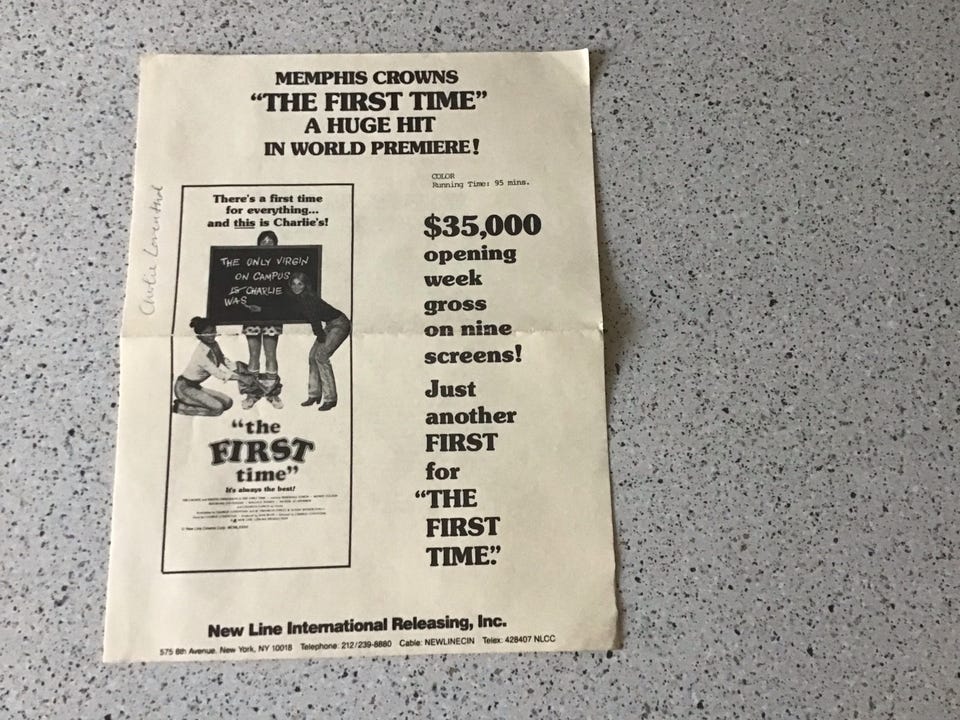 MEMPHIS CROWNS
“THE FIRST TIME”
A HUGE HIT
IN WORLD PREMIERE!
COLOR
Running Time: 95 mins.
Charlie Loventhal
There's a first time
for everything...
and this is Charlie's!
THE ONLY VIRGIN
ON CAMPUS
IS CHARLIE
WAS
“the
FIRST
time”
It's always the best!
$35,000
opening
week
gross
on nine
screens!
Just
another
FIRST
for
“THE
FIRST
TIME.”
New Line International Releasing, Inc.
575 8th Avenue. New York, NY 10018 Telephone: 212/239-8880 Cable: NEWLINECIN Telex: 428407 NLCC